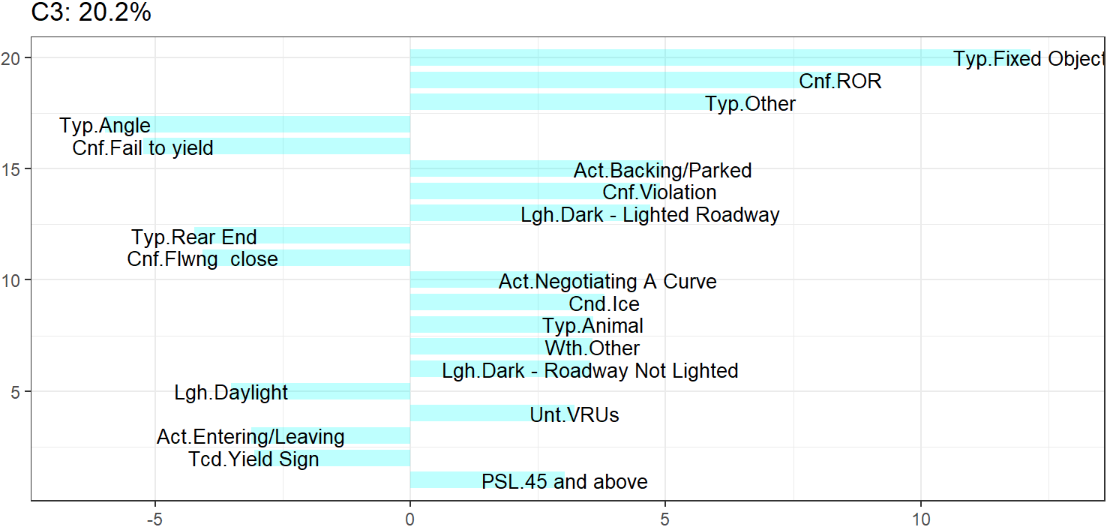 C3: 20.2%
20
Typ.Fixed Object
Cnf.ROR
Typ.Other
Typ.Angle
Cnf.Fail to yield
15
Act.Backing/Parked
Cnf.Violation
Lgh.Dark - Lighted Roadway
Typ.Rear End
Cnf.Flwng  close
10
Act.Negotiating A Curve
Cnd.Ice
Typ.Animal
Wth.Other
Lgh.Dark - Roadway Not Lighted
5
Lgh.Daylight
Unt.VRUs
Act.Entering/Leaving
Tcd.Yield Sign
PSL.45 and above
-5 0 5 10